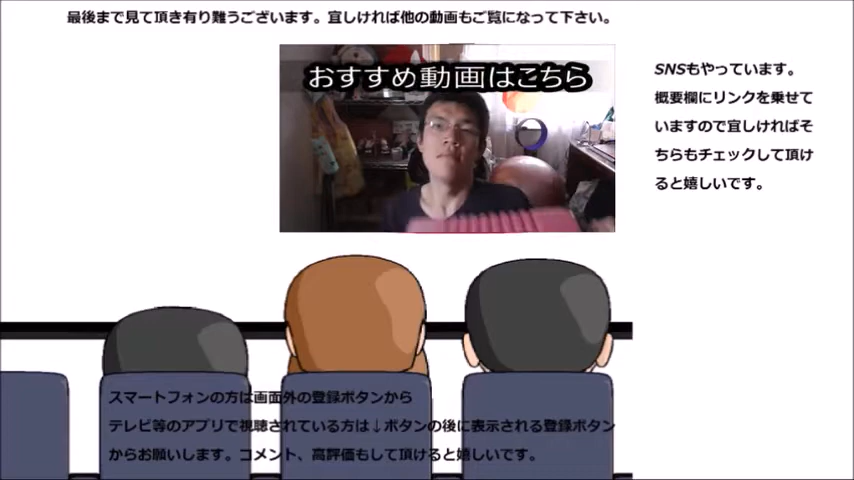 最後まで見て頂き有り難うございます。宜しければ他の動画もご覧になって下さい。
おすすめ動画はこちら
SNSもやっています。
概要欄にリンクを乗せて
いますので宜しければそ
ちらもチェックして頂け
ると嬉しいです。
スマートフォンの方は画面外の登録ボタンから
テレビ等のアプリで視聴されている方は↓ボタンの後に表示される登録ボタン
からお願いします。コメント、高評価もして頂けると嬉しいです。